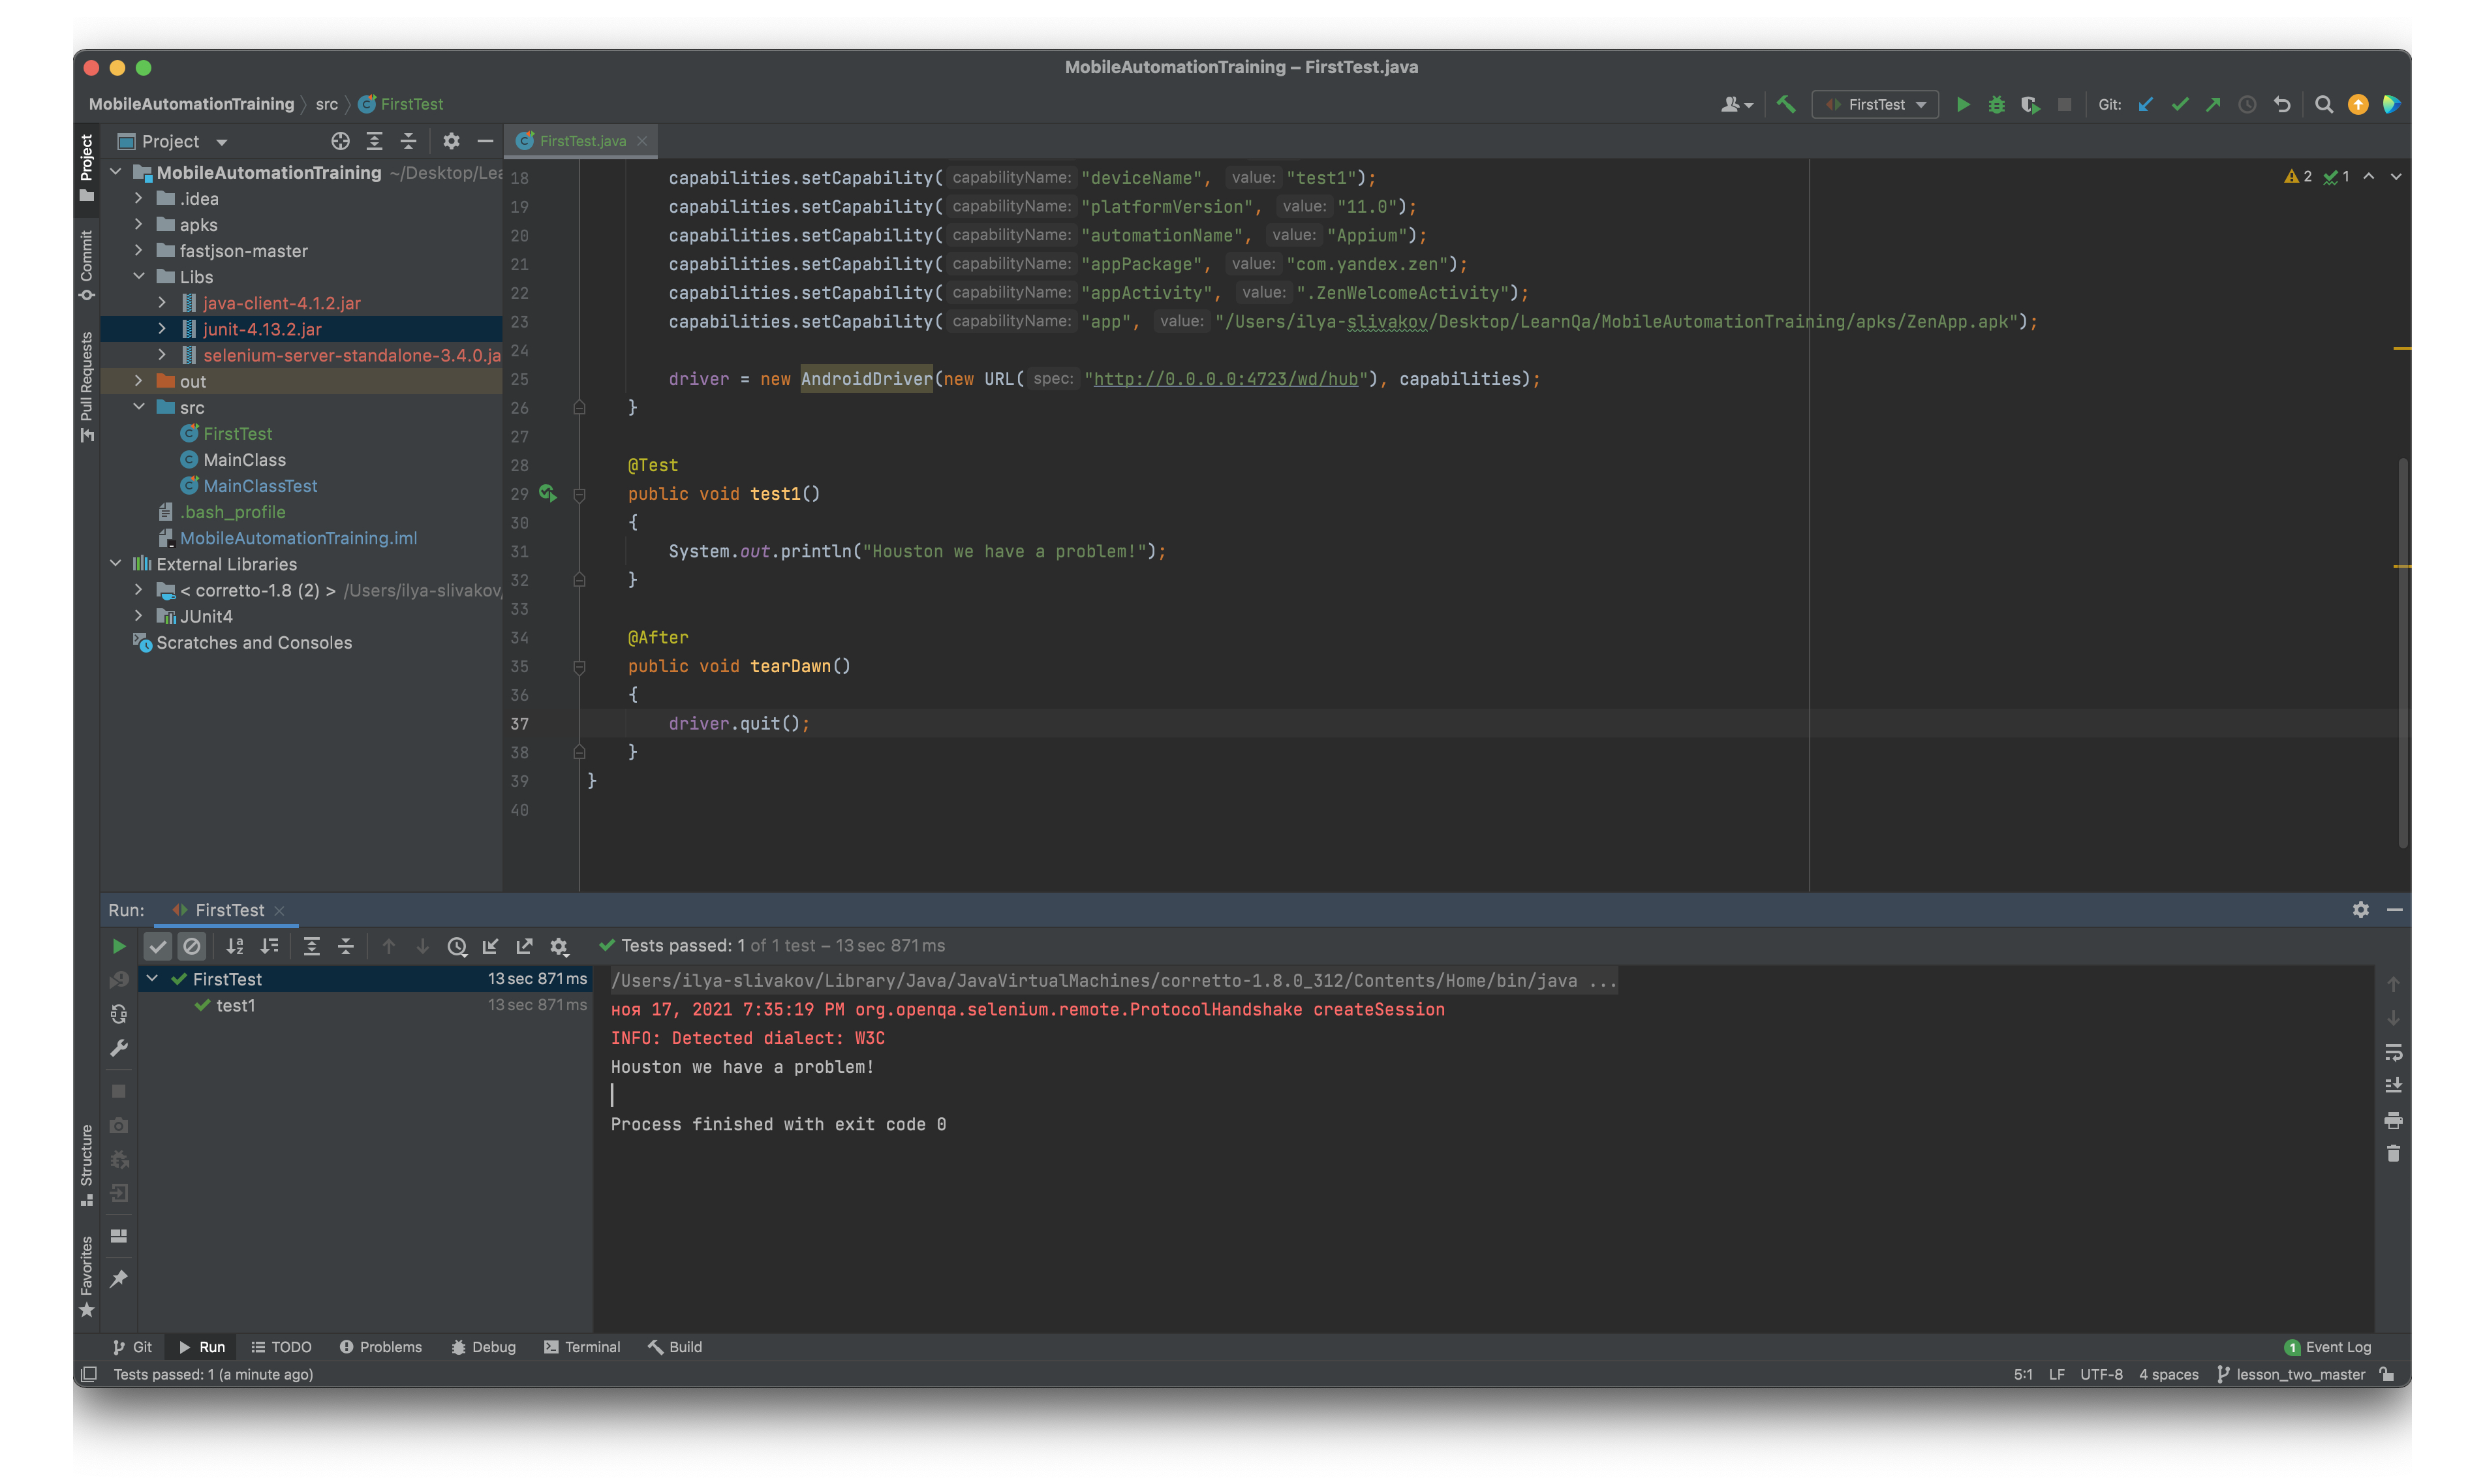 MobileAutomationTraining – FirstTest.java
MobileAutomationTraining src FirstTest
FirstTest Git:
Project
FirstTest.java
Project
Commit
Pull Requests
Structure
Favorites
MobileAutomationTraining ~/Desktop/Lea
.idea
apks
fastjson-master
Libs
java-client-4.1.2.jar
junit-4.13.2.jar
selenium-server-standalone-3.4.0.ja
out
src
FirstTest
MainClass
MainClassTest
.bash_profile
MobileAutomationTraining.iml
External Libraries
< corretto-1.8 (2) > /Users/ilya-slivakov/
JUnit4
Scratches and Consoles
2 1
18 capabilities.setCapability( capabilityName: "deviceName", value: "test1");
19 capabilities.setCapability( capabilityName: "platformVersion", value: "11.0");
20 capabilities.setCapability( capabilityName: "automationName", value: "Appium");
21 capabilities.setCapability( capabilityName: "appPackage", value: "com.yandex.zen");
22 capabilities.setCapability( capabilityName: "appActivity", value: ".ZenWelcomeActivity");
23 capabilities.setCapability( capabilityName: "app", value: "/Users/ilya-slivakov/Desktop/LearnQa/MobileAutomationTraining/apks/ZenApp.apk");
24
25 driver = new AndroidDriver(new URL( spec: "http://0.0.0.0:4723/wd/hub"), capabilities);
26 }
27
28 @Test
29 public void test1()
30 {
31 System.out.println("Houston we have a problem!");
32 }
33
34 @After
35 public void tearDawn()
36 {
37 driver.quit();
38 }
39 }
40
Run: FirstTest
Tests passed: 1 of 1 test – 13 sec 871 ms
FirstTest 13 sec 871 ms
test1 13 sec 871 ms
/Users/ilya-slivakov/Library/Java/JavaVirtualMachines/corretto-1.8.0_312/Contents/Home/bin/java ...
ноя 17, 2021 7:35:19 PM org.openqa.selenium.remote.ProtocolHandshake createSession
INFO: Detected dialect: W3C
Houston we have a problem!
Process finished with exit code 0
Git Run TODO Problems Debug Terminal Build 1 Event Log
Tests passed: 1 (a minute ago) 5:1 LF UTF-8 4 spaces lesson_two_master